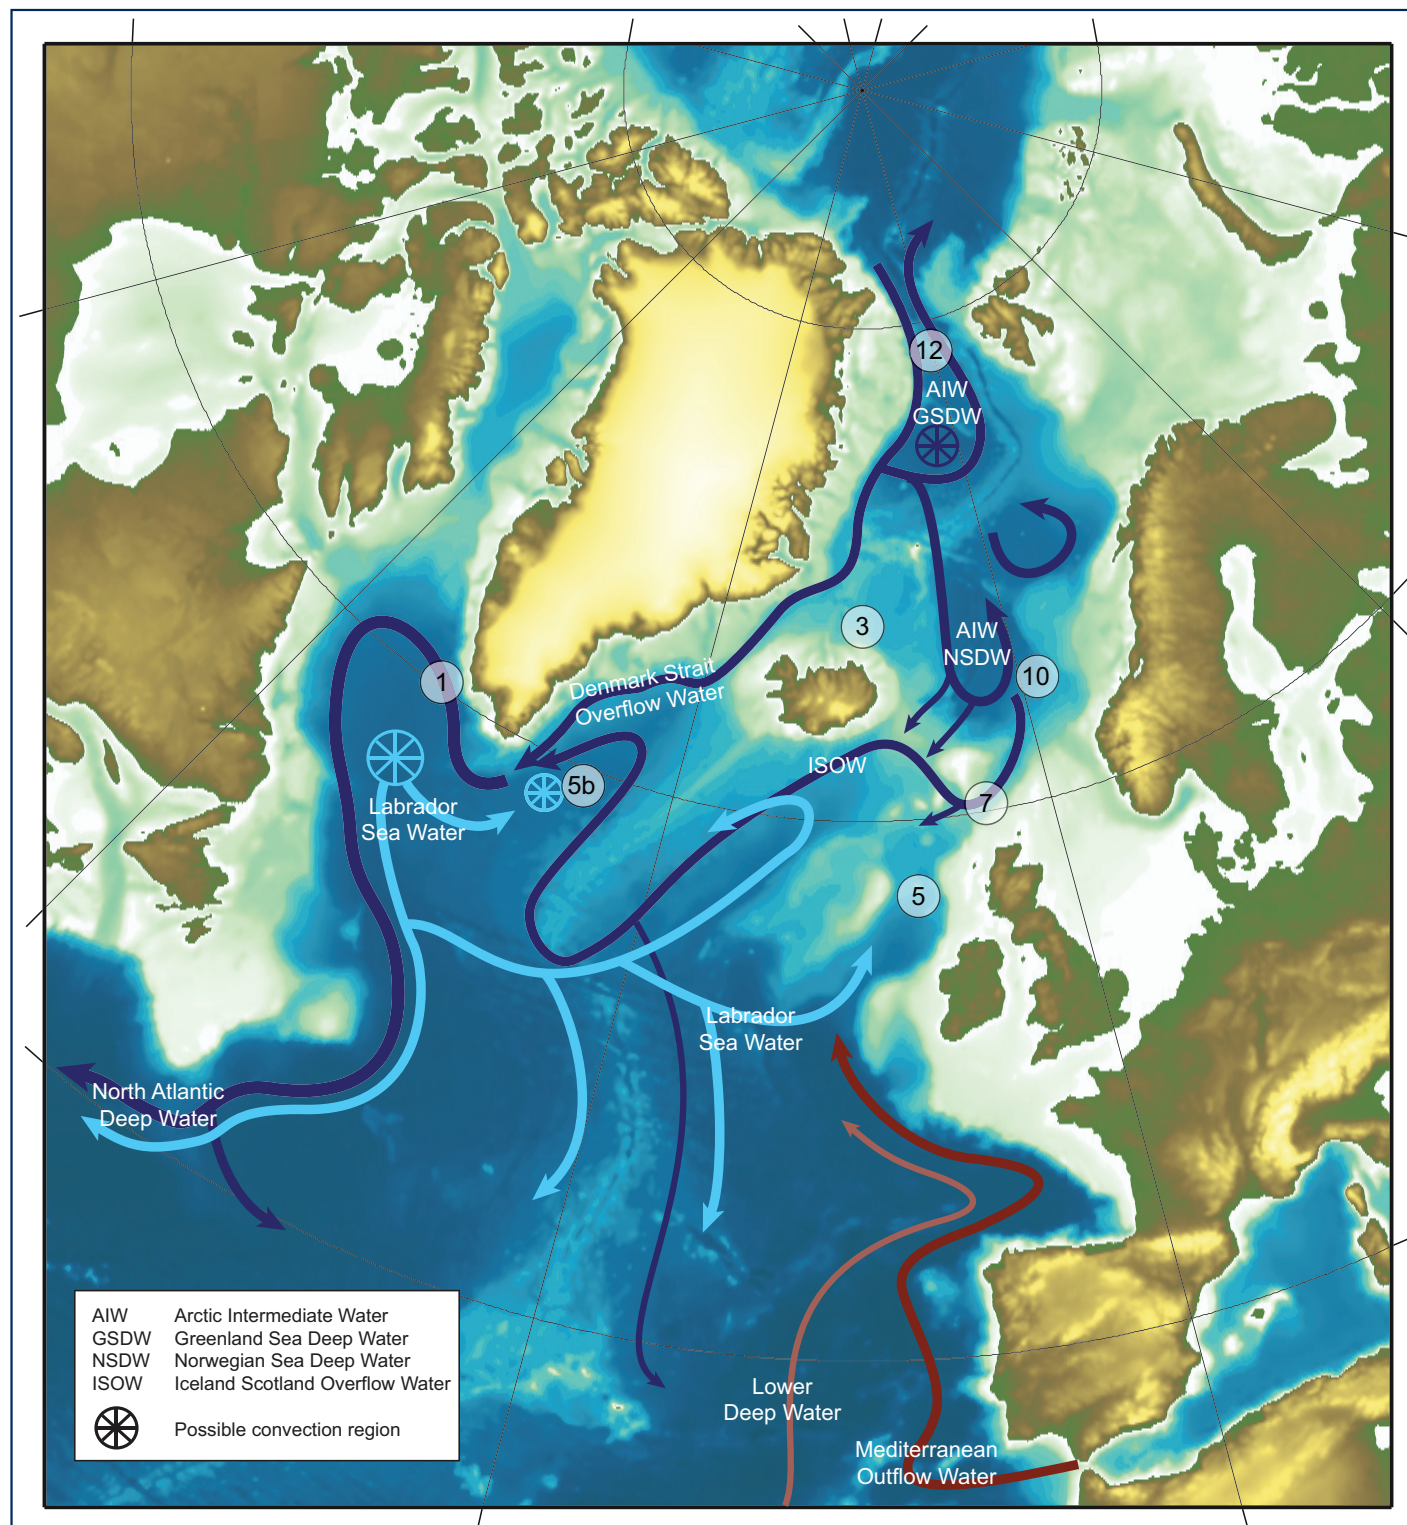 12
AIW
GSDW
3
AIW
NSDW
10
1
Denmark Strait
Overflow Water
ISOW
5b
7
Labrador
Sea Water
5
Labrador
Sea Water
North Atlantic
Deep Water
AIW Arctic Intermediate Water
GSDW Greenland Sea Deep Water
NSDW Norwegian Sea Deep Water
ISOW Iceland Scotland Overflow Water
Possible convection region
Lower
Deep Water
Mediterranean
Outflow Water